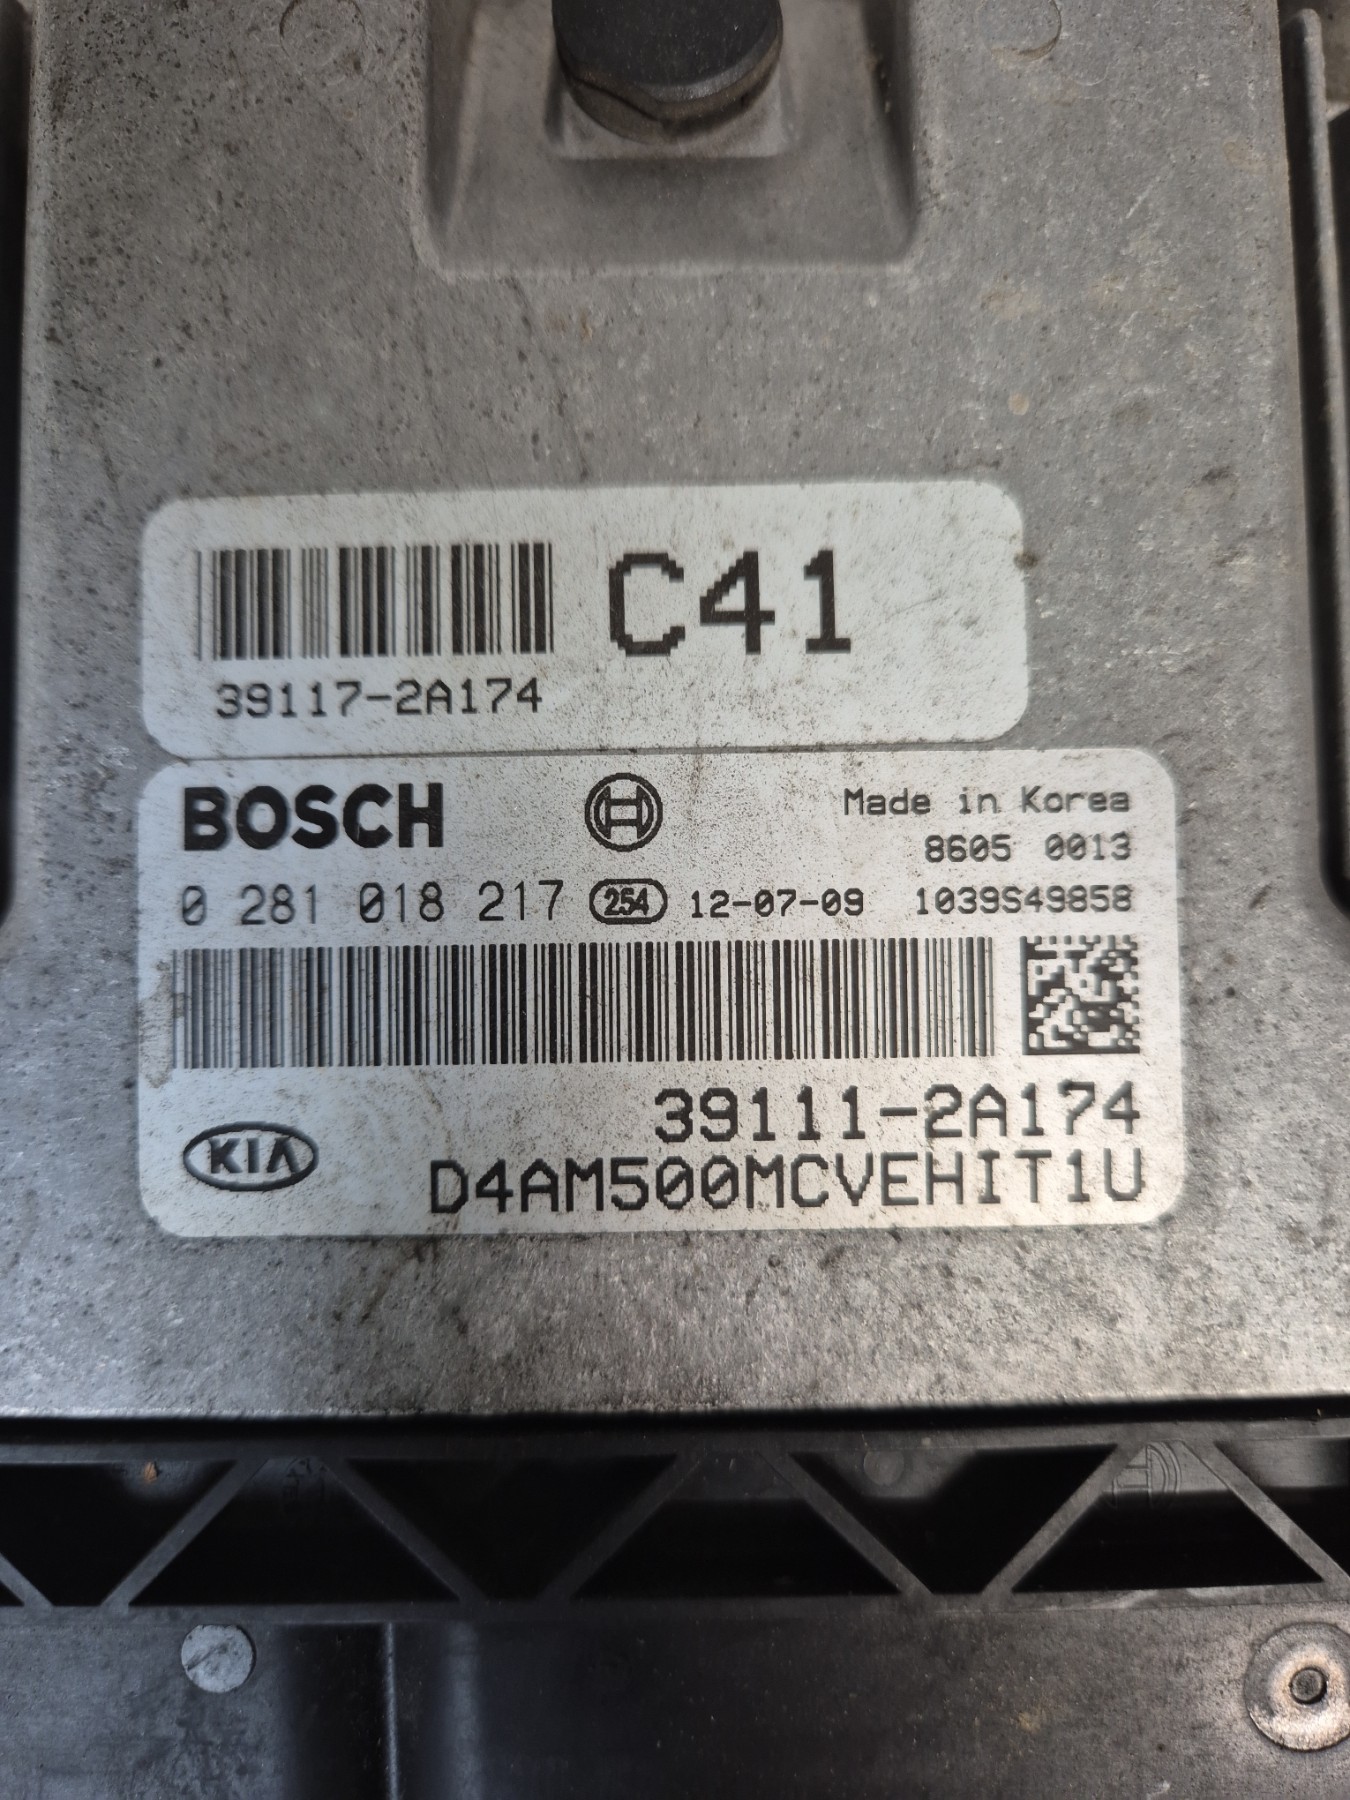 C41
39117-2A174
BOSCH
Made in Korea
8605 0013
0 281 018 217 254 12-07-09 1039S49858
39111-2A174
KIA
D4AM500MCVEHIT1U